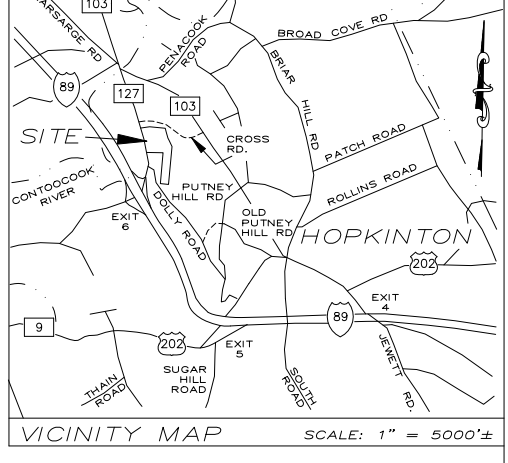 103
KEARSARGE RD
PENACOOK
ROAD
BROAD COVE RD
89
127
103
BRIAR
HILL RD
SITE
CROSS
RD.
PATCH ROAD
CONTOOCOOK
RIVER
PUTNEY
HILL RD
ROLLINS ROAD
DOLLY ROAD
OLD
PUTNEY
HILL RD
EXIT
6
HOPKINTON
202
EXIT
4
9
89
202
EXIT
5
THAIN
ROAD
SUGAR
HILL
ROAD
SOUTH
ROAD
JEWETT RD.
VICINITY MAP
SCALE: 1" = 5000'±